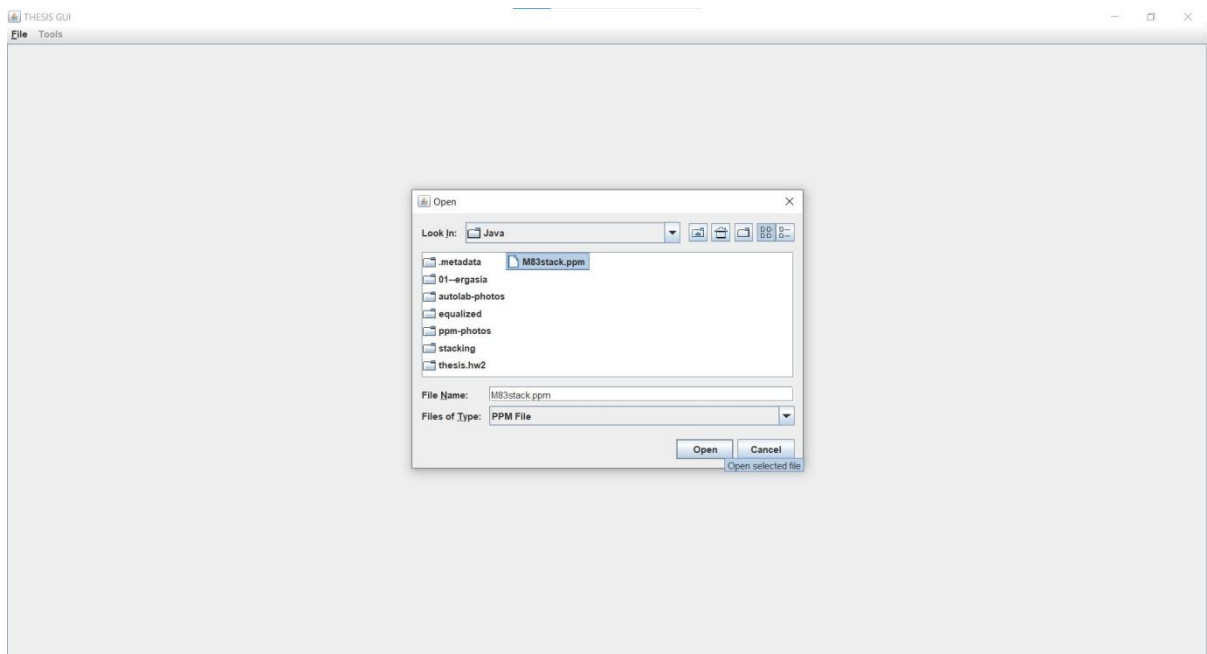 THESIS GUI
File Tools
Open
Look In: Java
.metadata M83stack.ppm
01--ergasia
autolab-photos
equalized
ppm-photos
stacking
thesis.hw2
File Name: M83stack.ppm
Files of Type: PPM File
Open Cancel
Open selected file